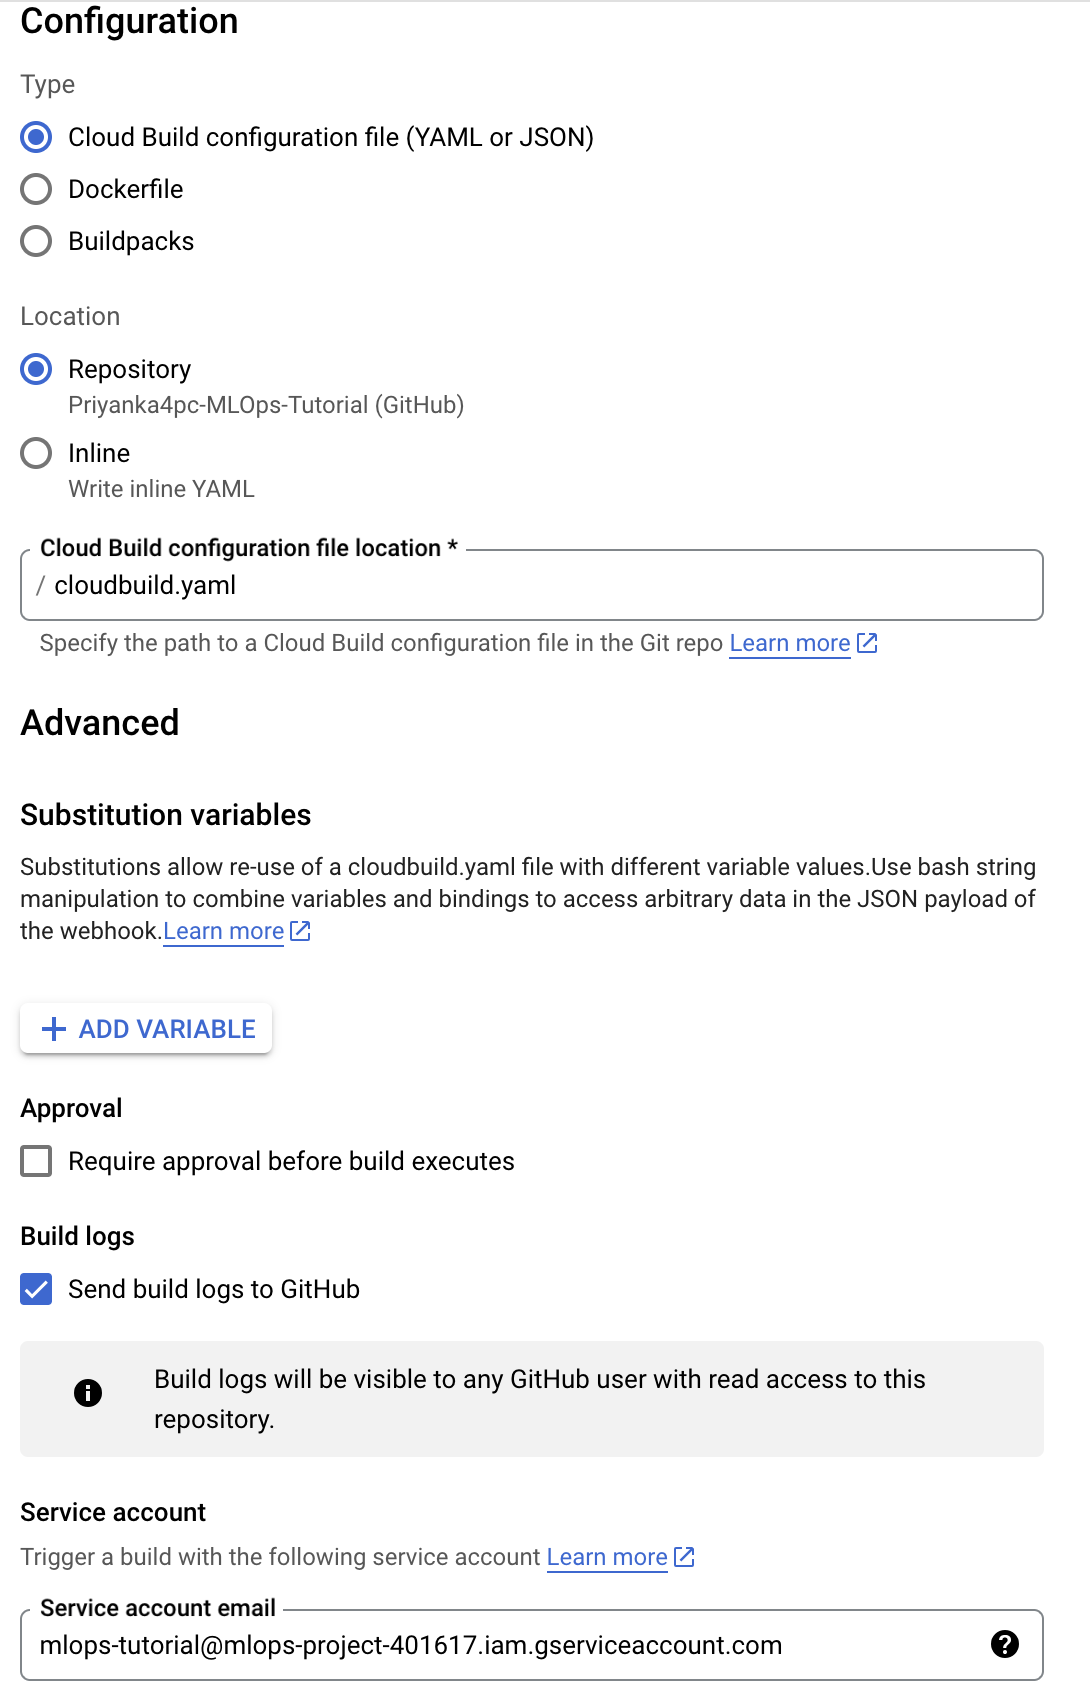 Configuration
Type
Cloud Build configuration file (YAML or JSON)
Dockerfile
Buildpacks
Location
Repository
Priyanka4pc-MLOps-Tutorial (GitHub)
Inline
Write inline YAML
Cloud Build configuration file location *
/ cloudbuild.yaml
Specify the path to a Cloud Build configuration file in the Git repo Learn more
Advanced
Substitution variables
Substitutions allow re-use of a cloudbuild.yaml file with different variable values.Use bash string
manipulation to combine variables and bindings to access arbitrary data in the JSON payload of
the webhook.Learn more
+ ADD VARIABLE
Approval
Require approval before build executes
Build logs
Send build logs to GitHub
Build logs will be visible to any GitHub user with read access to this
repository.
Service account
Trigger a build with the following service account Learn more
Service account email
mlops-tutorial@mlops-project-401617.iam.gserviceaccount.com